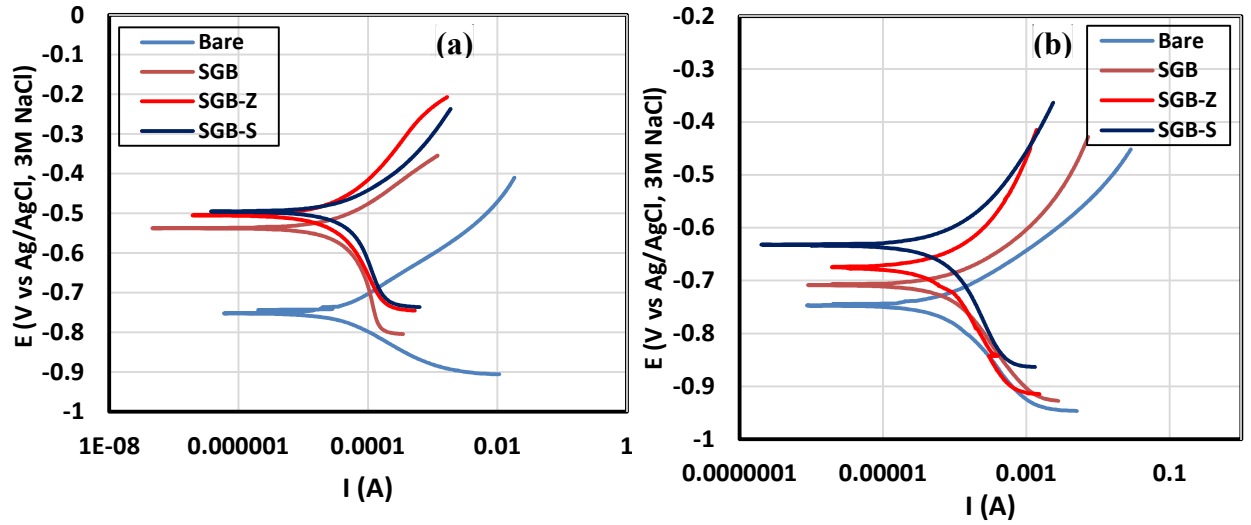 (a)
Bare
SGB
SGB-Z
SGB-S
0
-0.1
-0.2
-0.3
-0.4
-0.5
-0.6
-0.7
-0.8
-0.9
-1
E (V vs Ag/AgCl, 3M NaCl)
1E-08 0.000001 0.0001 0.01 1
I (A)
(b)
Bare
SGB
SGB-Z
SGB-S
-0.2
-0.3
-0.4
-0.5
-0.6
-0.7
-0.8
-0.9
-1
E (V vs Ag/AgCl, 3M NaCl)
0.0000001 0.00001 0.001 0.1
I (A)